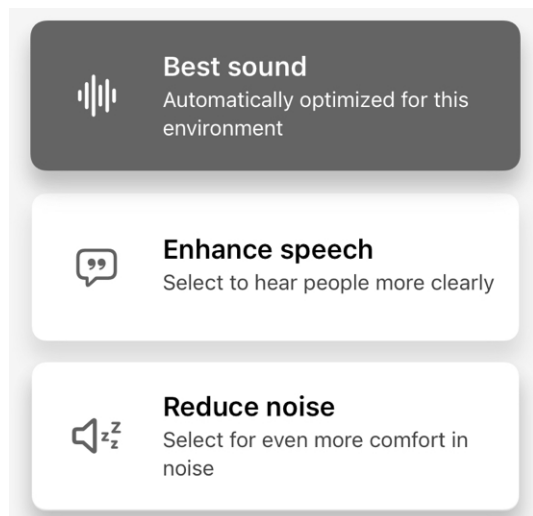 Best sound
Automatically optimized for this
environment
Enhance speech
Select to hear people more clearly
Reduce noise
Select for even more comfort in
noise